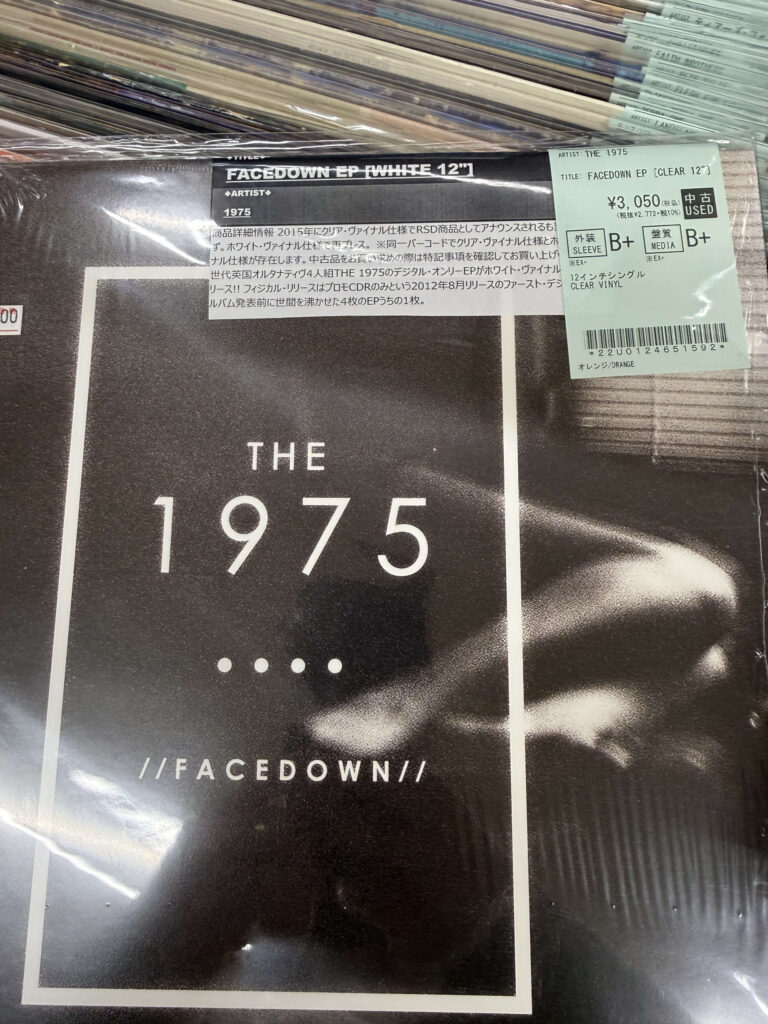 FAITH BROTHERS
◆TITLE◆
FACEDOWN EP [WHITE 12"]
◆ARTIST◆
1975
商品詳細情報 2015年にクリア・ヴァイナル仕様でRSD商品としてアナウンスされるも
ず。ホワイト・ヴァイナル仕様で再プレス。 ※同一バーコードでクリア・ヴァイナル仕様とホ
ナル仕様が存在します。中古品をお買い求めの際は特記事項を確認してお買い上げ
世代英国オルタナティヴ4人組THE 1975のデジタル・オンリーEPがホワイト・ヴァイナル
リース!! フィジカル・リリースはプロモCDRのみという2012年8月リリースのファースト・デジ
ルバム発表前に世間を沸かせた4枚のEPうちの1枚。
ARTIST: THE 1975
TITLE: FACEDOWN EP [CLEAR 12"]
¥3,050(税込)
(税抜¥2,773+税10%)
中古
USED
外装
SLEEVE
B+
※EX-
盤質
MEDIA
B+
※EX-
12インチシングル
CLEAR VINYL
*22U0124651592*
オレンジ/ORANGE
00
THE
1975
//FACEDOWN//